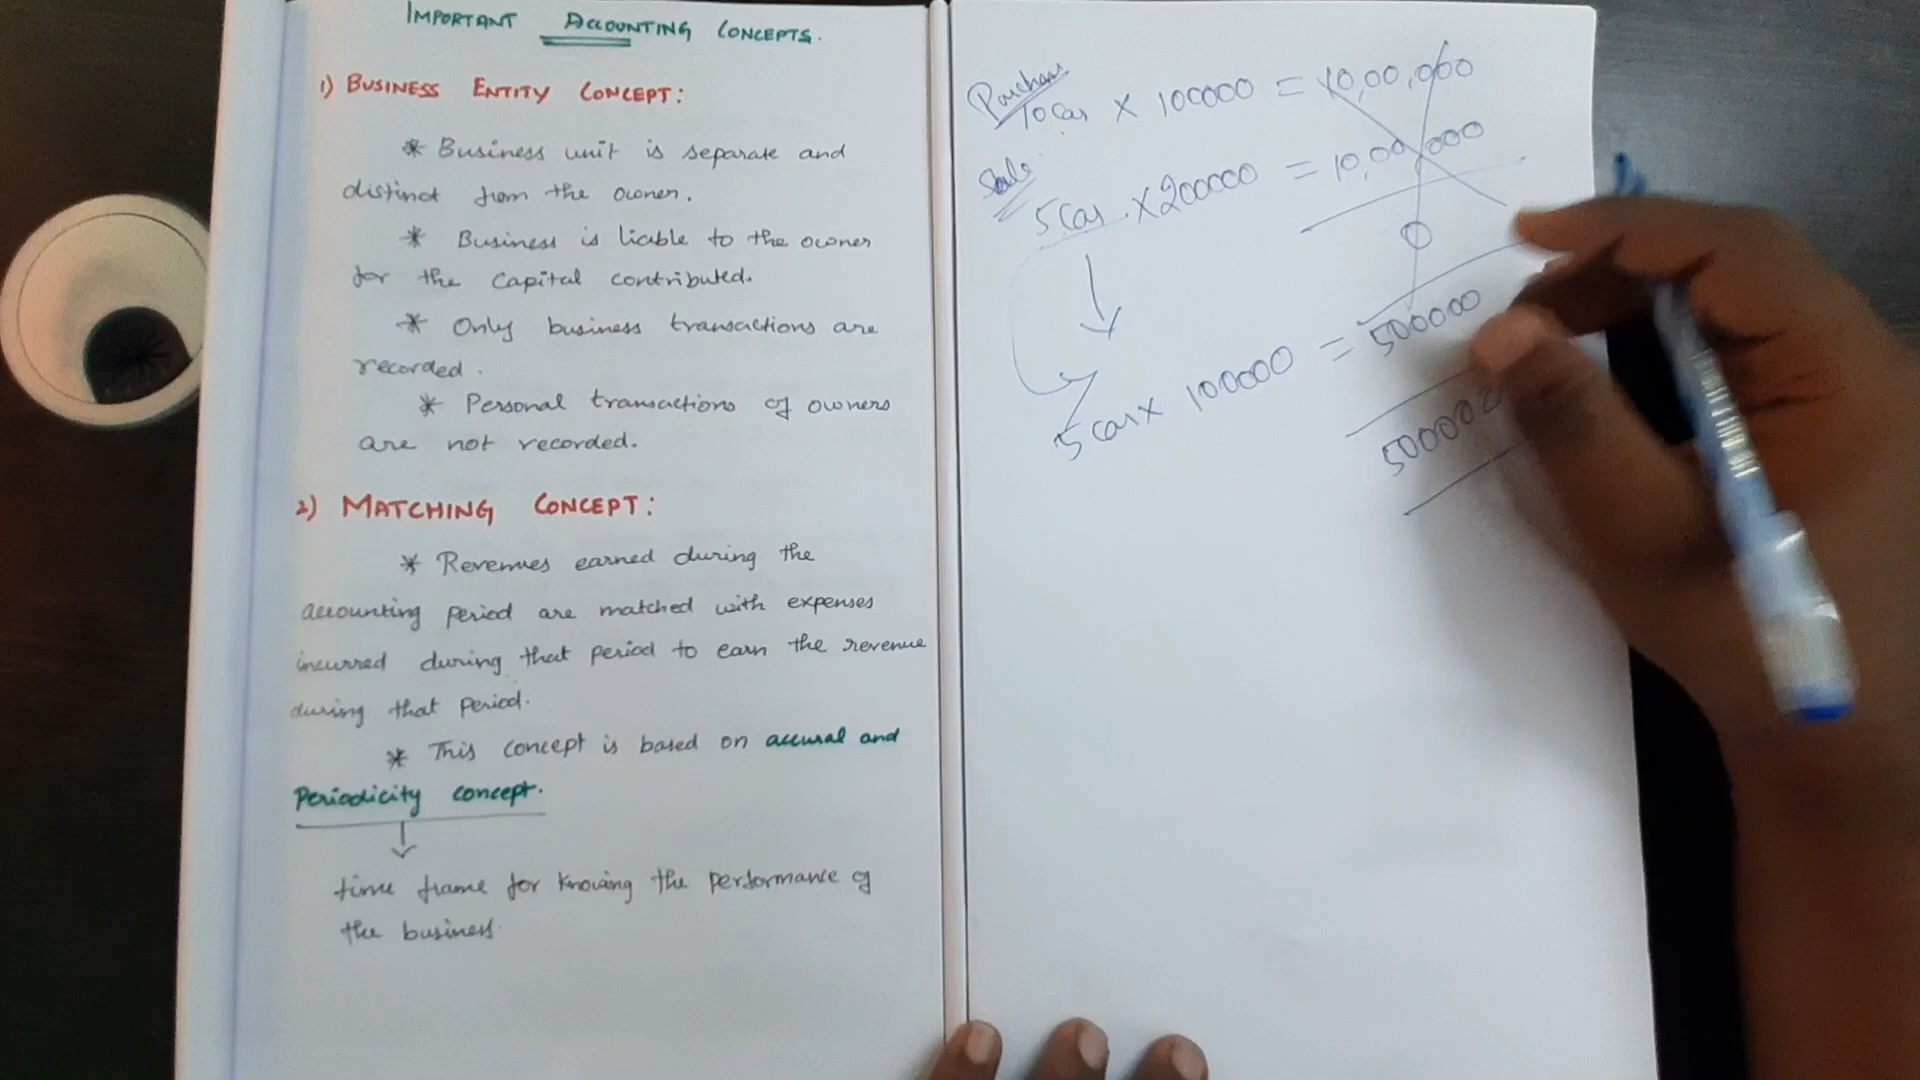 IMPORTANT ACCOUNTING CONCEPTS.
1) BUSINESS ENTITY CONCEPT:
* Business unit is separate and
distinct from the owner.
* Business is liable to the owner
for the Capital contributed.
* Only business transactions are
recorded.
* Personal transactions of owners
are not recorded.
2) MATCHING CONCEPT:
* Revenues earned during the
accounting period are matched with expenses
incurred during that period to earn the revenue
during that period.
* This concept is based on accural and
Periodicity concept.
time frame for knowing the performance of
the business.
Purchase
10 Car × 100000 = 10,00,000
Sale
5 Car × 200000 = 10,00,000
0
5 car × 100000 = 500000
500000